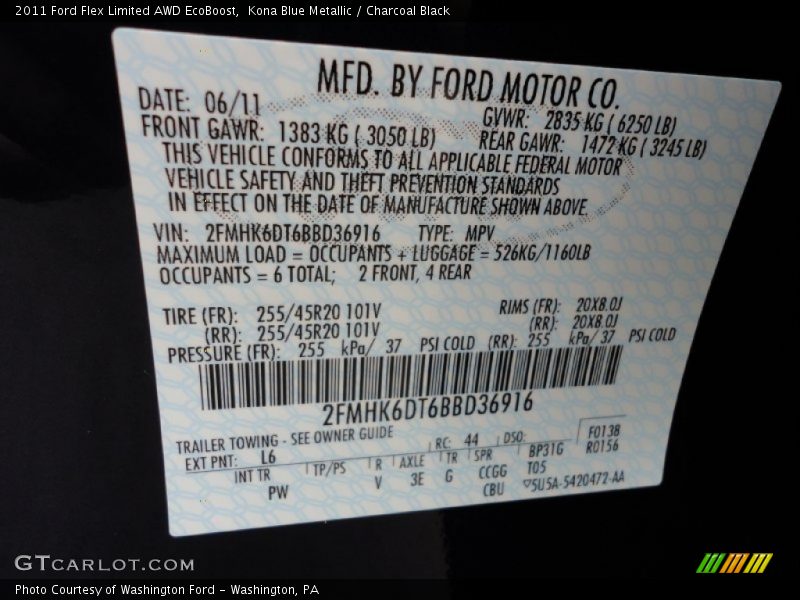 2011 Ford Flex Limited AWD EcoBoost, Kona Blue Metallic / Charcoal Black
MFD. BY FORD MOTOR CO.
DATE: 06/11 GVWR: 2835 KG ( 6250 LB)
FRONT GAWR: 1383 KG ( 3050 LB) REAR GAWR: 1472 KG ( 3245 LB)
THIS VEHICLE CONFORMS TO ALL APPLICABLE FEDERAL MOTOR
VEHICLE SAFETY AND THEFT PREVENTION STANDARDS
IN EFFECT ON THE DATE OF MANUFACTURE SHOWN ABOVE.
VIN: 2FMHK6DT6BBD36916 TYPE: MPV
MAXIMUM LOAD = OCCUPANTS + LUGGAGE = 526KG/1160LB
OCCUPANTS = 6 TOTAL; 2 FRONT, 4 REAR
TIRE (FR): 255/45R20 101V RIMS (FR): 20X8.0J
(RR): 255/45R20 101V (RR): 20X8.0J
PRESSURE (FR): 255 kPa/ 37 PSI COLD (RR): 255 kPa/ 37 PSI COLD
2FMHK6DT6BBD36916
TRAILER TOWING - SEE OWNER GUIDE RC: 44 DSO: F0138
EXT PNT: L6 R0156
INT TR TP/PS R AXLE TR SPR BP31G
PW V 3E G CCGG T05
CBU 5U5A-5420472-AA
GTCARLOT.COM
Photo Courtesy of Washington Ford - Washington, PA